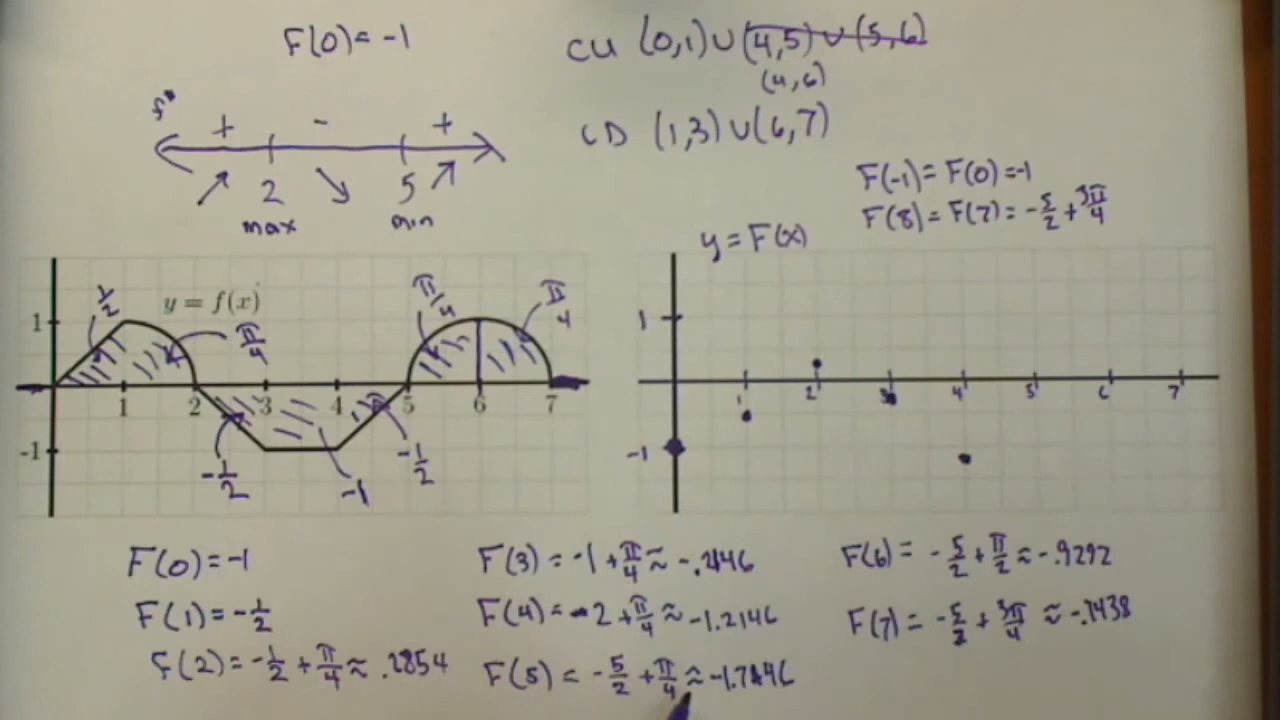 F(0) = -1
CU (0,1) ∪ (4,5) ∪ (5,6)
(4,6)
CD (1,3) ∪ (6,7)
+ - +
2 5
max min
F(-1) = F(0) = -1
F(8) = F(7) = -5/2 + 3π/4
y = f(x)
1/2 π/4 π/4
1
1 2 3 4 5 6 7
-1
-1/2 -1 -1/2
y = F(x)
1
1 2 3 4 5 6 7
-1
F(0) = -1
F(1) = -1/2
F(2) = -1/2 + π/4 ≈ .2854
F(3) = -1 + π/4 ≈ -.2146
F(4) = -2 + π/4 ≈ -1.2146
F(5) = -5/2 + π/4 ≈ -1.7146
F(6) = -5/2 + π/2 ≈ -.9292
F(7) = -5/2 + 3π/4 ≈ -.1438